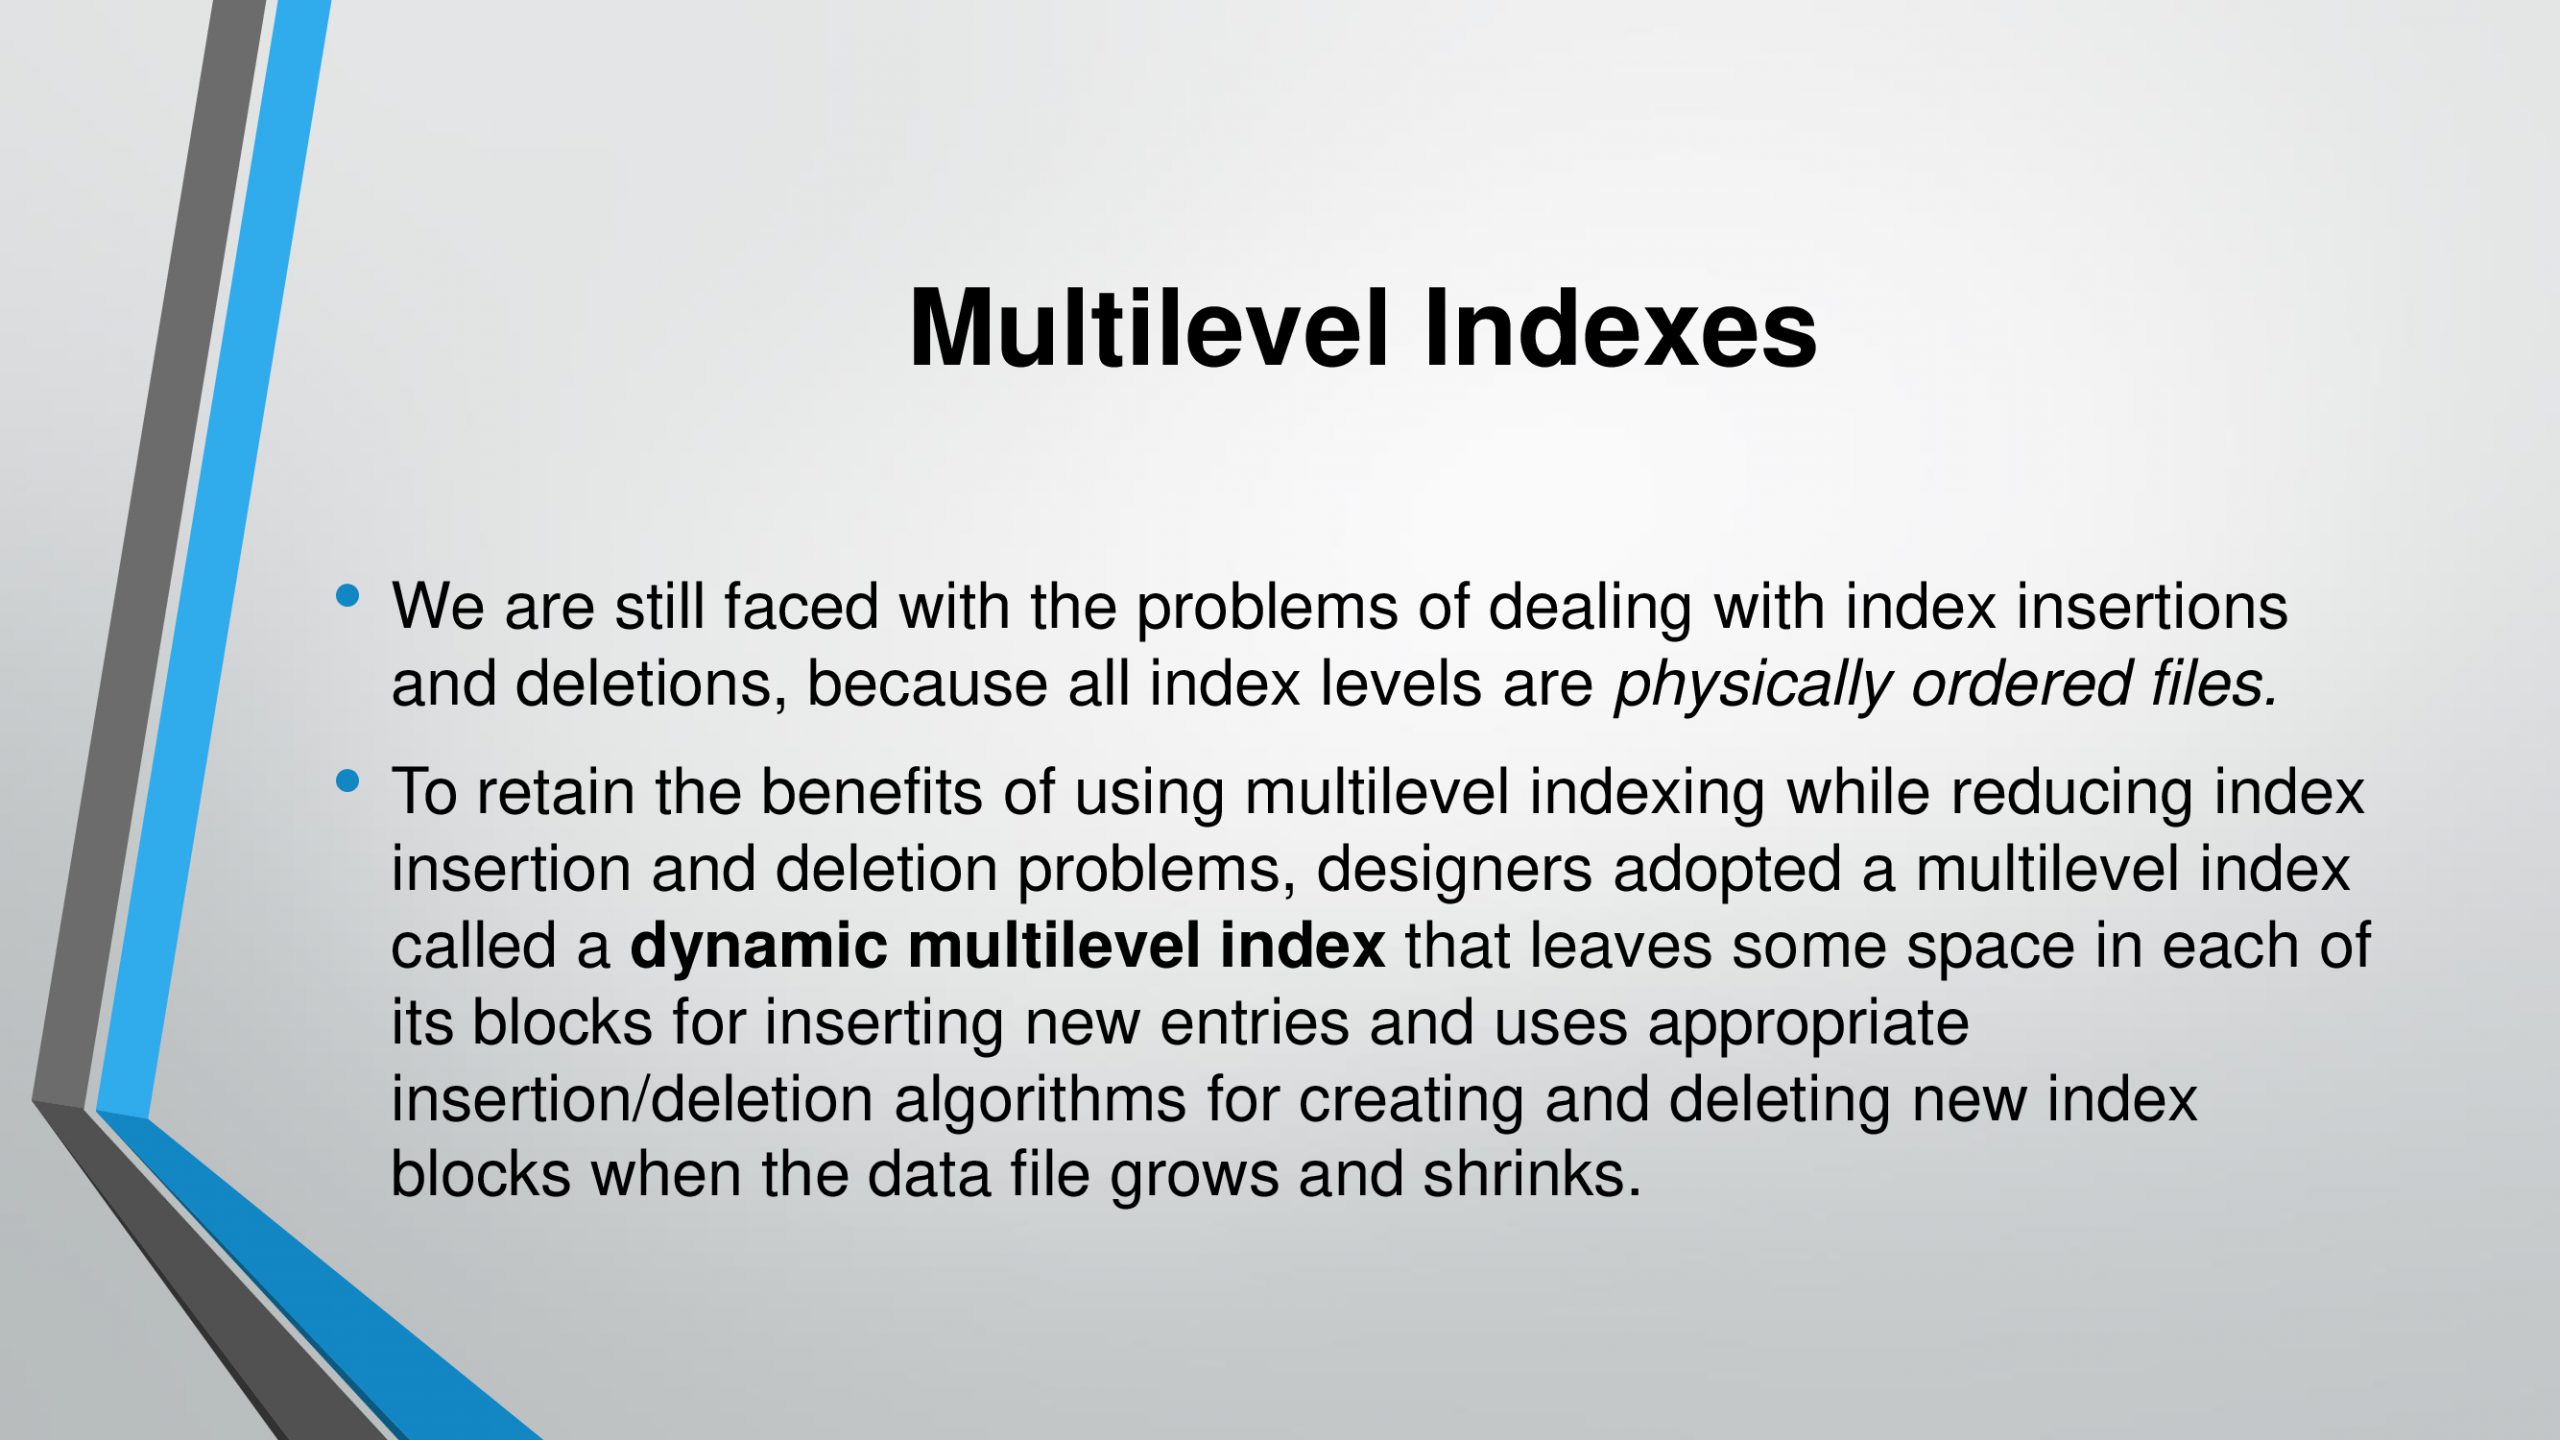 Multilevel Indexes
• We are still faced with the problems of dealing with index insertions
and deletions, because all index levels are physically ordered files.
• To retain the benefits of using multilevel indexing while reducing index
insertion and deletion problems, designers adopted a multilevel index
called a dynamic multilevel index that leaves some space in each of
its blocks for inserting new entries and uses appropriate
insertion/deletion algorithms for creating and deleting new index
blocks when the data file grows and shrinks.